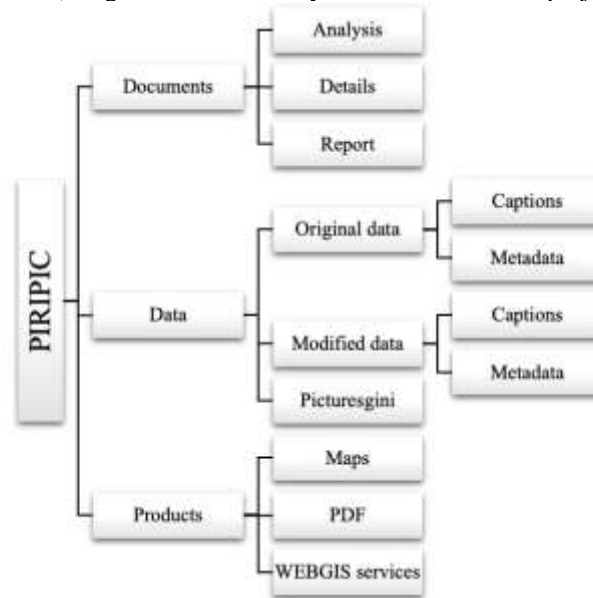 PIRIPIC
Documents
Analysis
Details
Report
Data
Original data
Captions
Metadata
Modified data
Captions
Metadata
Picturesgini
Products
Maps
PDF
WEBGIS services